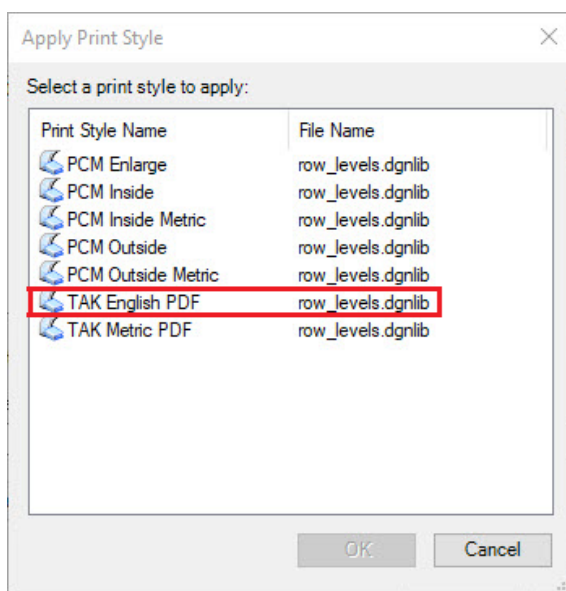 Apply Print Style
Select a print style to apply:
Print Style Name File Name
PCM Enlarge row_levels.dgnlib
PCM Inside row_levels.dgnlib
PCM Inside Metric row_levels.dgnlib
PCM Outside row_levels.dgnlib
PCM Outside Metric row_levels.dgnlib
TAK English PDF row_levels.dgnlib
TAK Metric PDF row_levels.dgnlib
OK Cancel